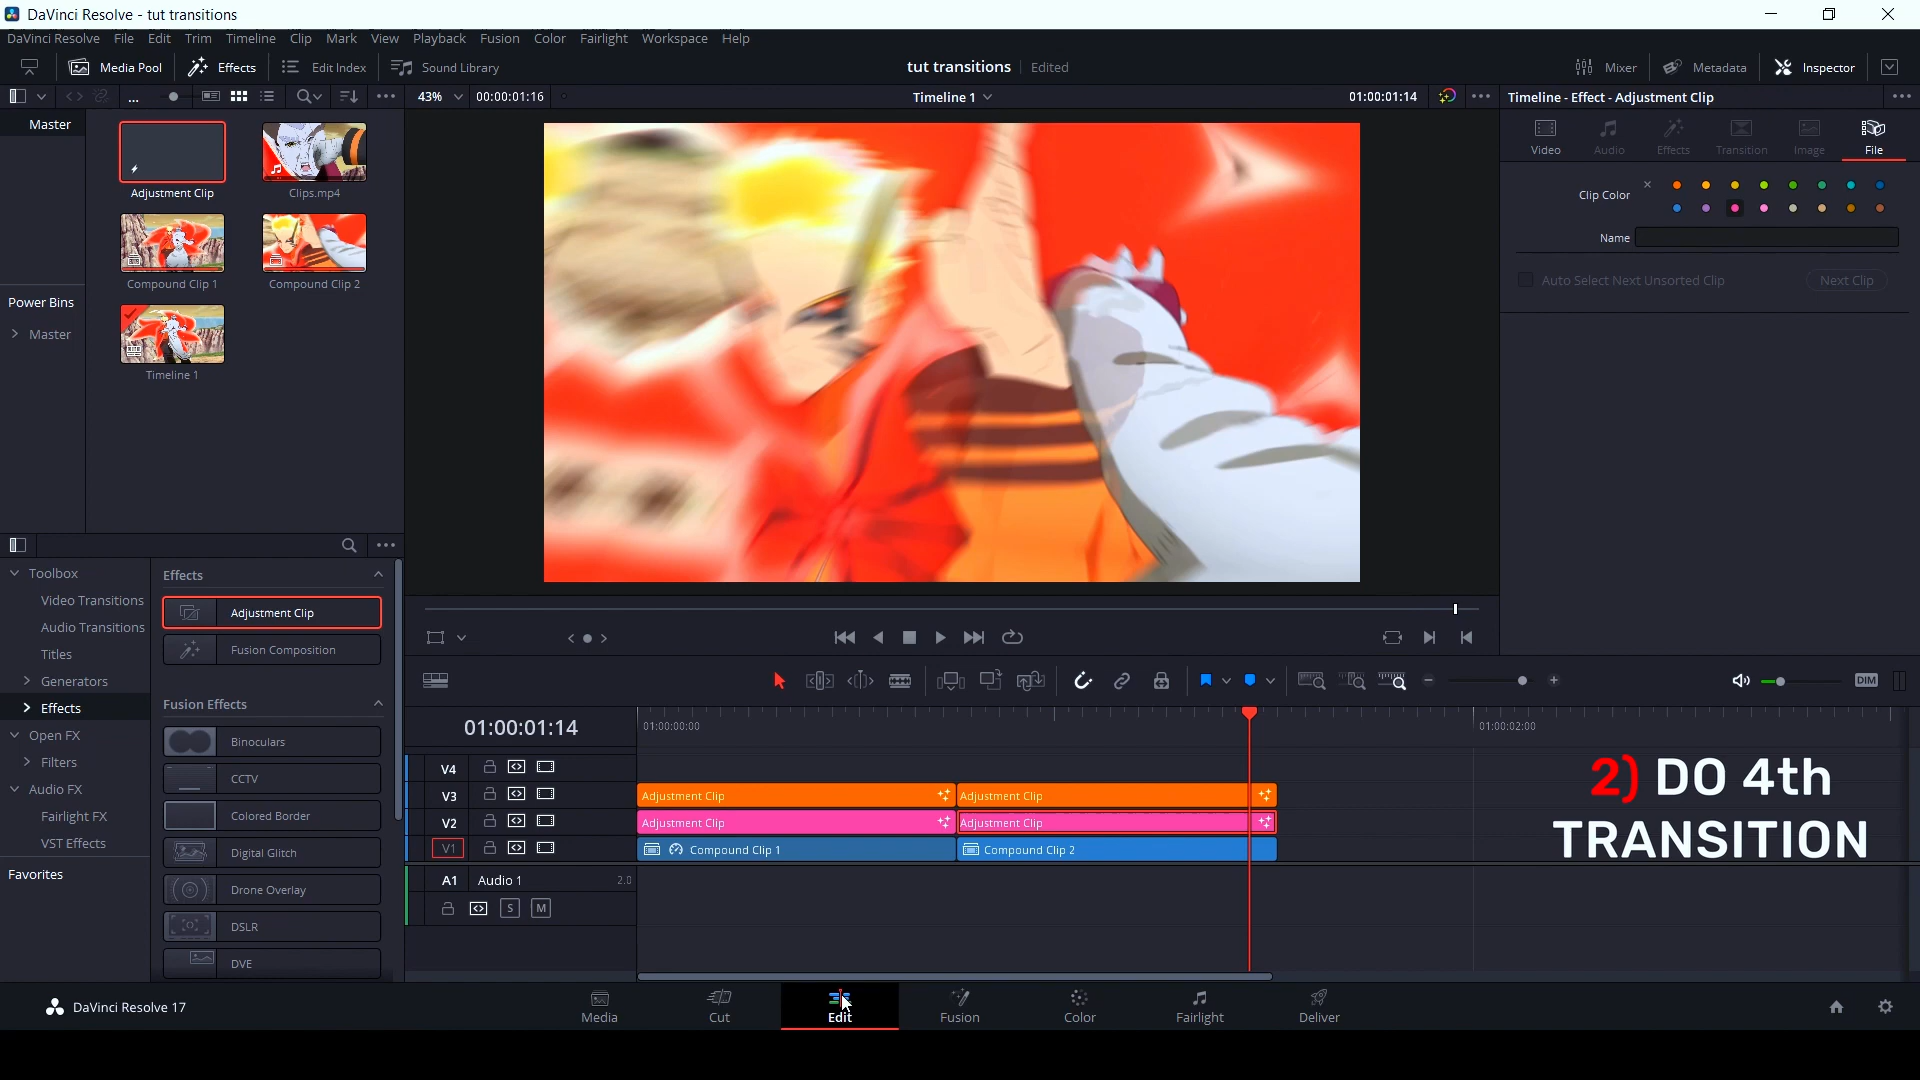 DaVinci Resolve - tut transitions
DaVinci Resolve File Edit Trim Timeline Clip Mark View Playback Fusion Color Fairlight Workspace Help
Media Pool Effects Edit Index Sound Library tut transitions Edited Mixer Metadata Inspector
43% 00:00:01:16 Timeline 1 01:00:01:14 Timeline - Effect - Adjustment Clip
Master
Adjustment Clip Clips.mp4
Compound Clip 1 Compound Clip 2
Timeline 1
Power Bins
Master
Video Audio Effects Transition Image File
Clip Color
Name
Auto Select Next Unsorted Clip Next Clip
Toolbox
Video Transitions
Audio Transitions
Titles
Generators
Effects
Open FX
Filters
Audio FX
Fairlight FX
VST Effects
Favorites
Effects
Adjustment Clip
Fusion Composition
Fusion Effects
Binoculars
CCTV
Colored Border
Digital Glitch
Drone Overlay
DSLR
DVE
DIM
01:00:01:14 01:00:00:00 01:00:02:00
V4
V3 Adjustment Clip Adjustment Clip
V2 Adjustment Clip Adjustment Clip
V1 Compound Clip 1 Compound Clip 2
A1 Audio 1 2.0
S M
2) DO 4th
TRANSITION
DaVinci Resolve 17 Media Cut Edit Fusion Color Fairlight Deliver